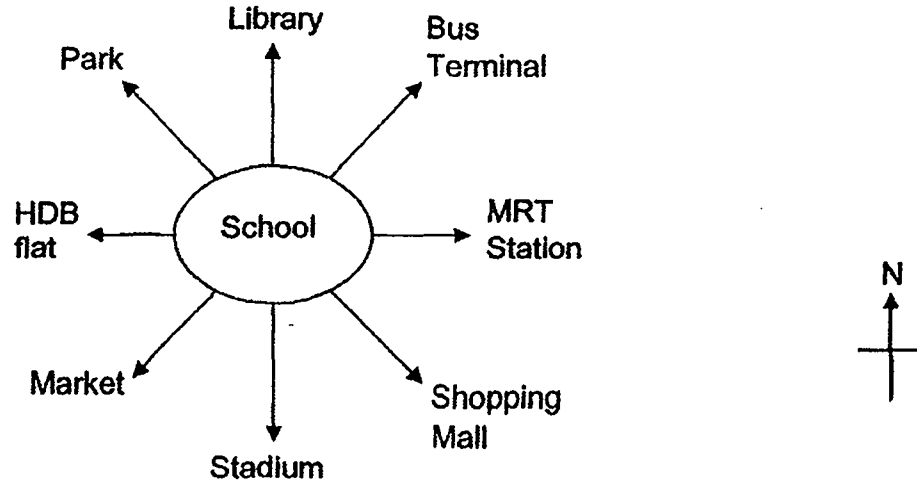 Library
Bus
Terminal
Park
HDB
flat
School
MRT
Station
N
Market
Shopping
Mall
Stadium